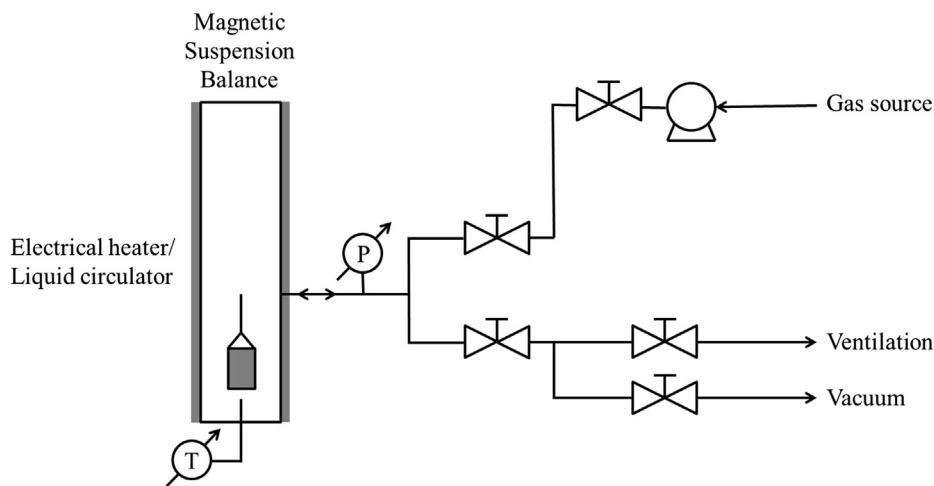 Magnetic
Suspension
Balance
Gas source
Electrical heater/
Liquid circulator
P
Ventilation
Vacuum
T